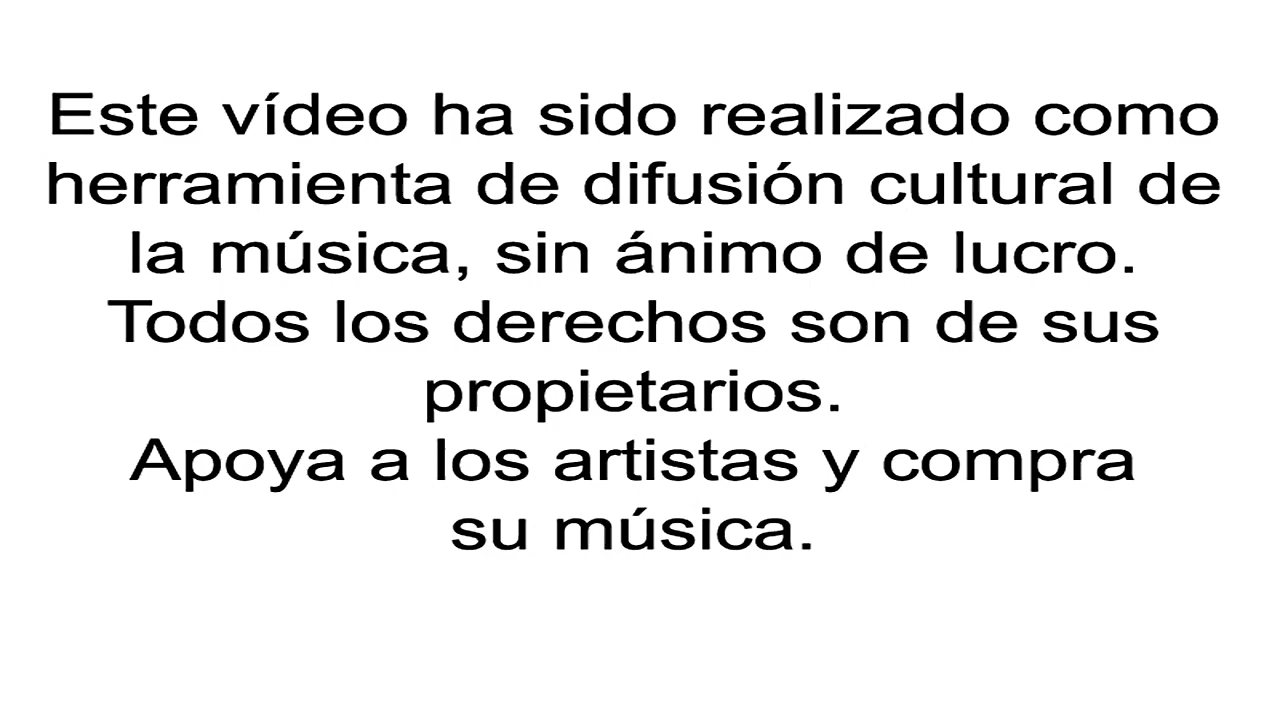 Este vídeo ha sido realizado como
herramienta de difusión cultural de
la música, sin ánimo de lucro.
Todos los derechos son de sus
propietarios.
Apoya a los artistas y compra
su música.